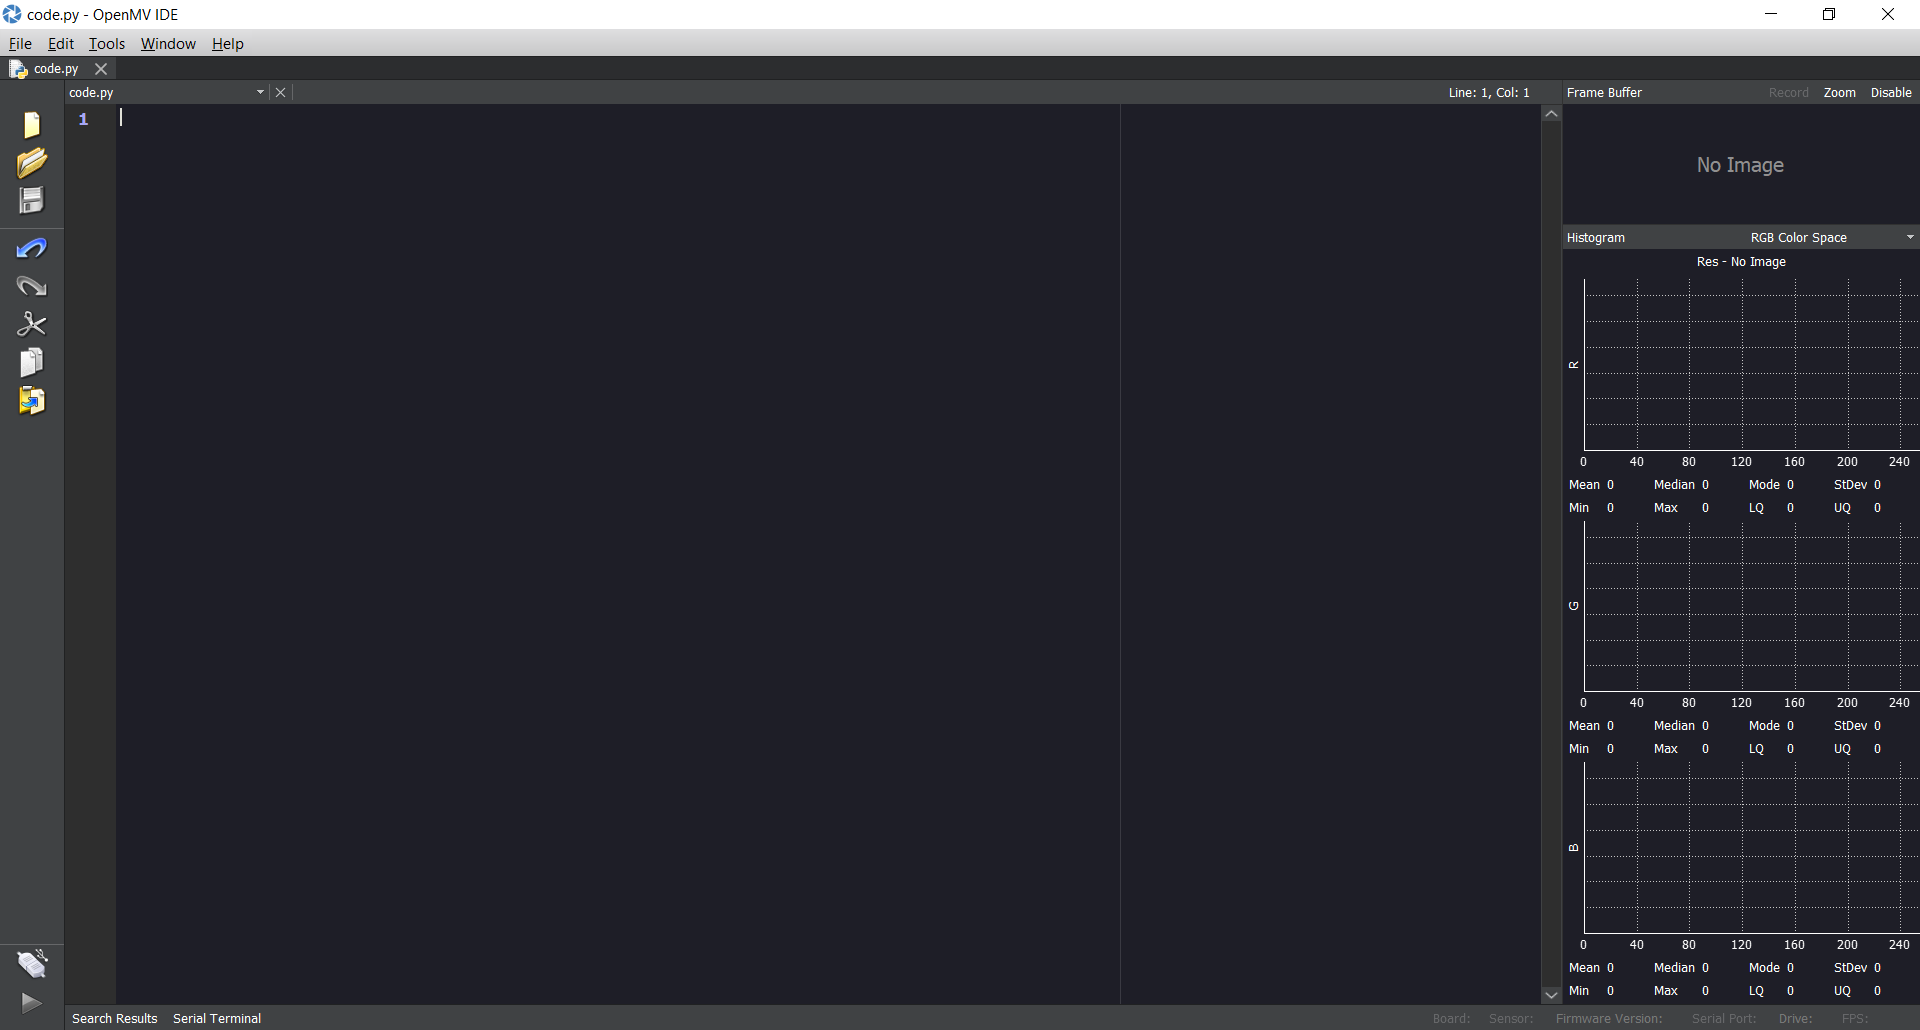 code.py - OpenMV IDE
File Edit Tools Window Help
code.py
code.py Line: 1, Col: 1 Frame Buffer Record Zoom Disable
1
No Image
Histogram RGB Color Space
Res - No Image
R
0 40 80 120 160 200 240
Mean 0 Median 0 Mode 0 StDev 0
Min 0 Max 0 LQ 0 UQ 0
G
0 40 80 120 160 200 240
Mean 0 Median 0 Mode 0 StDev 0
Min 0 Max 0 LQ 0 UQ 0
B
0 40 80 120 160 200 240
Mean 0 Median 0 Mode 0 StDev 0
Min 0 Max 0 LQ 0 UQ 0
Search Results Serial Terminal Board: Sensor: Firmware Version: Serial Port: Drive: FPS: